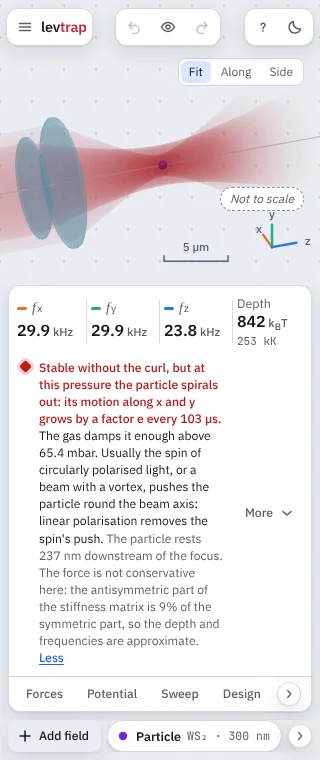 levtrap
?
Fit Along Side
Not to scale
y
x
z
5 µm
fx
29.9 kHz
fy
29.9 kHz
fz
23.8 kHz
Depth
842 kBT
253 kK
Stable without the curl, but at
this pressure the particle spirals
out: its motion along x and y
grows by a factor e every 103 µs.
The gas damps it enough above
65.4 mbar. Usually the spin of
circularly polarised light, or a
beam with a vortex, pushes the
particle round the beam axis:
linear polarisation removes the
spin's push. The particle rests
237 nm downstream of the focus.
The force is not conservative
here: the antisymmetric part of
the stiffness matrix is 9% of the
symmetric part, so the depth and
frequencies are approximate.
Less
More
Forces Potential Sweep Design
+ Add field
Particle WS₂ · 300 nm